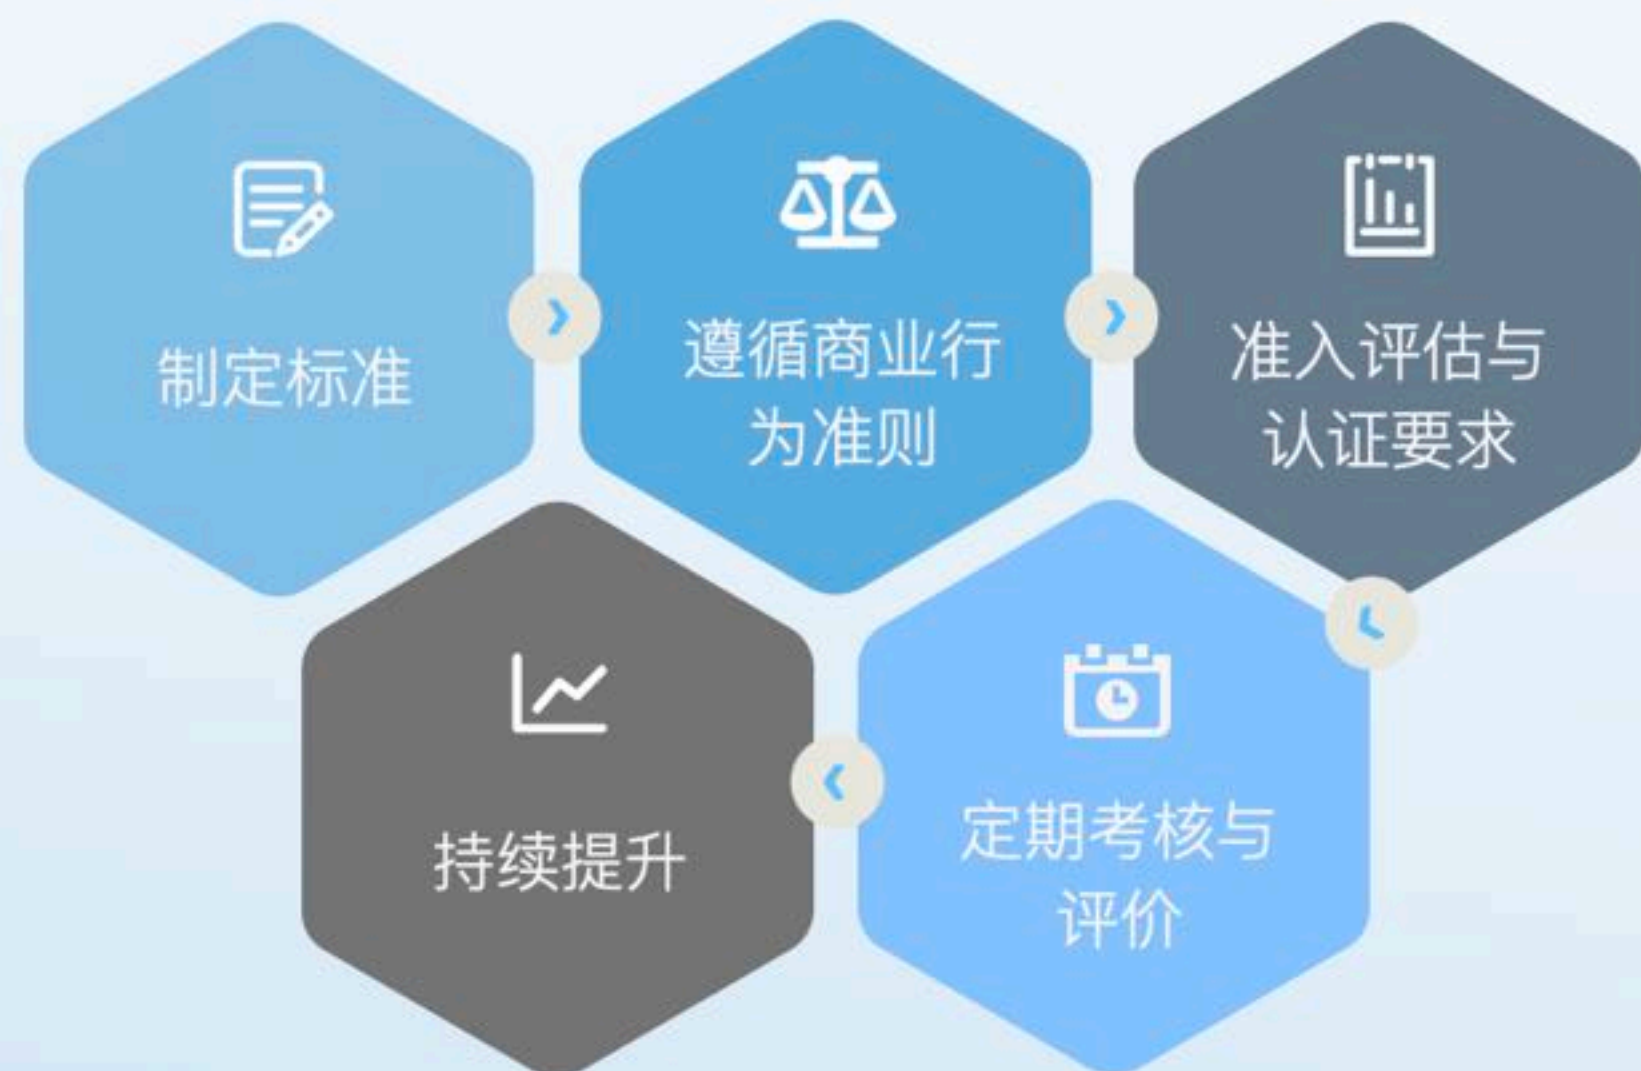 制定标准
遵循商业行
为准则
准入评估与
认证要求
定期考核与
评价
持续提升